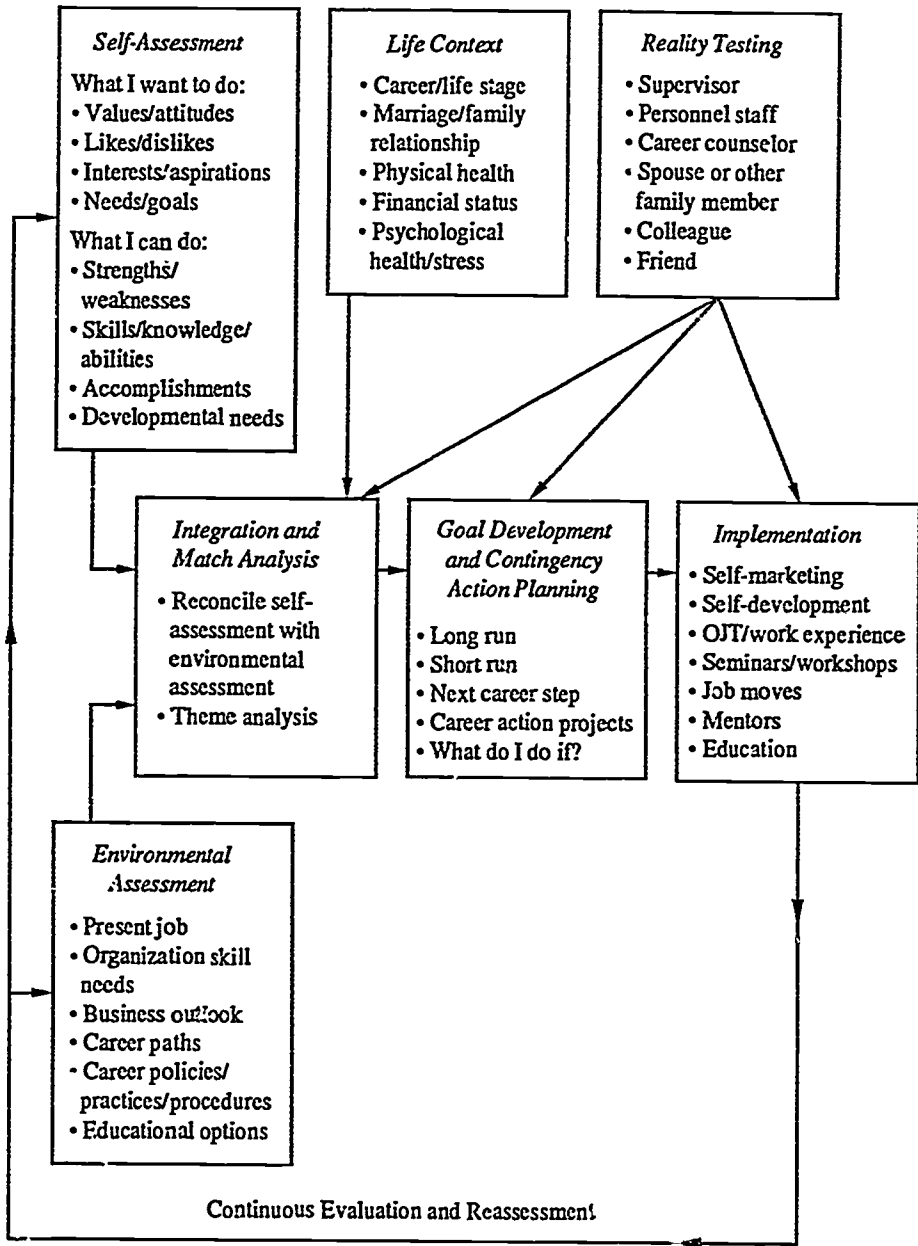 Self-Assessment
What I want to do:
• Values/attitudes
• Likes/dislikes
• Interests/aspirations
• Needs/goals
What I can do:
• Strengths/
weaknesses
• Skills/knowledge/
abilities
• Accomplishments
• Developmental needs
Life Context
• Career/life stage
• Marriage/family
relationship
• Physical health
• Financial status
• Psychological
health/stress
Reality Testing
• Supervisor
• Personnel staff
• Career counselor
• Spouse or other
family member
• Colleague
• Friend
Integration and
Match Analysis
• Reconcile self-
assessment with
environmental
assessment
• Theme analysis
Goal Development
and Contingency
Action Planning
• Long run
• Short run
• Next career step
• Career action projects
• What do I do if?
Implementation
• Self-marketing
• Self-development
• OJT/work experience
• Seminars/workshops
• Job moves
• Mentors
• Education
Environmental
Assessment
• Present job
• Organization skill
needs
• Business outlook
• Career paths
- Career policies/
practices/procedures
• Educational options
Continuous Evaluation and Reassessment